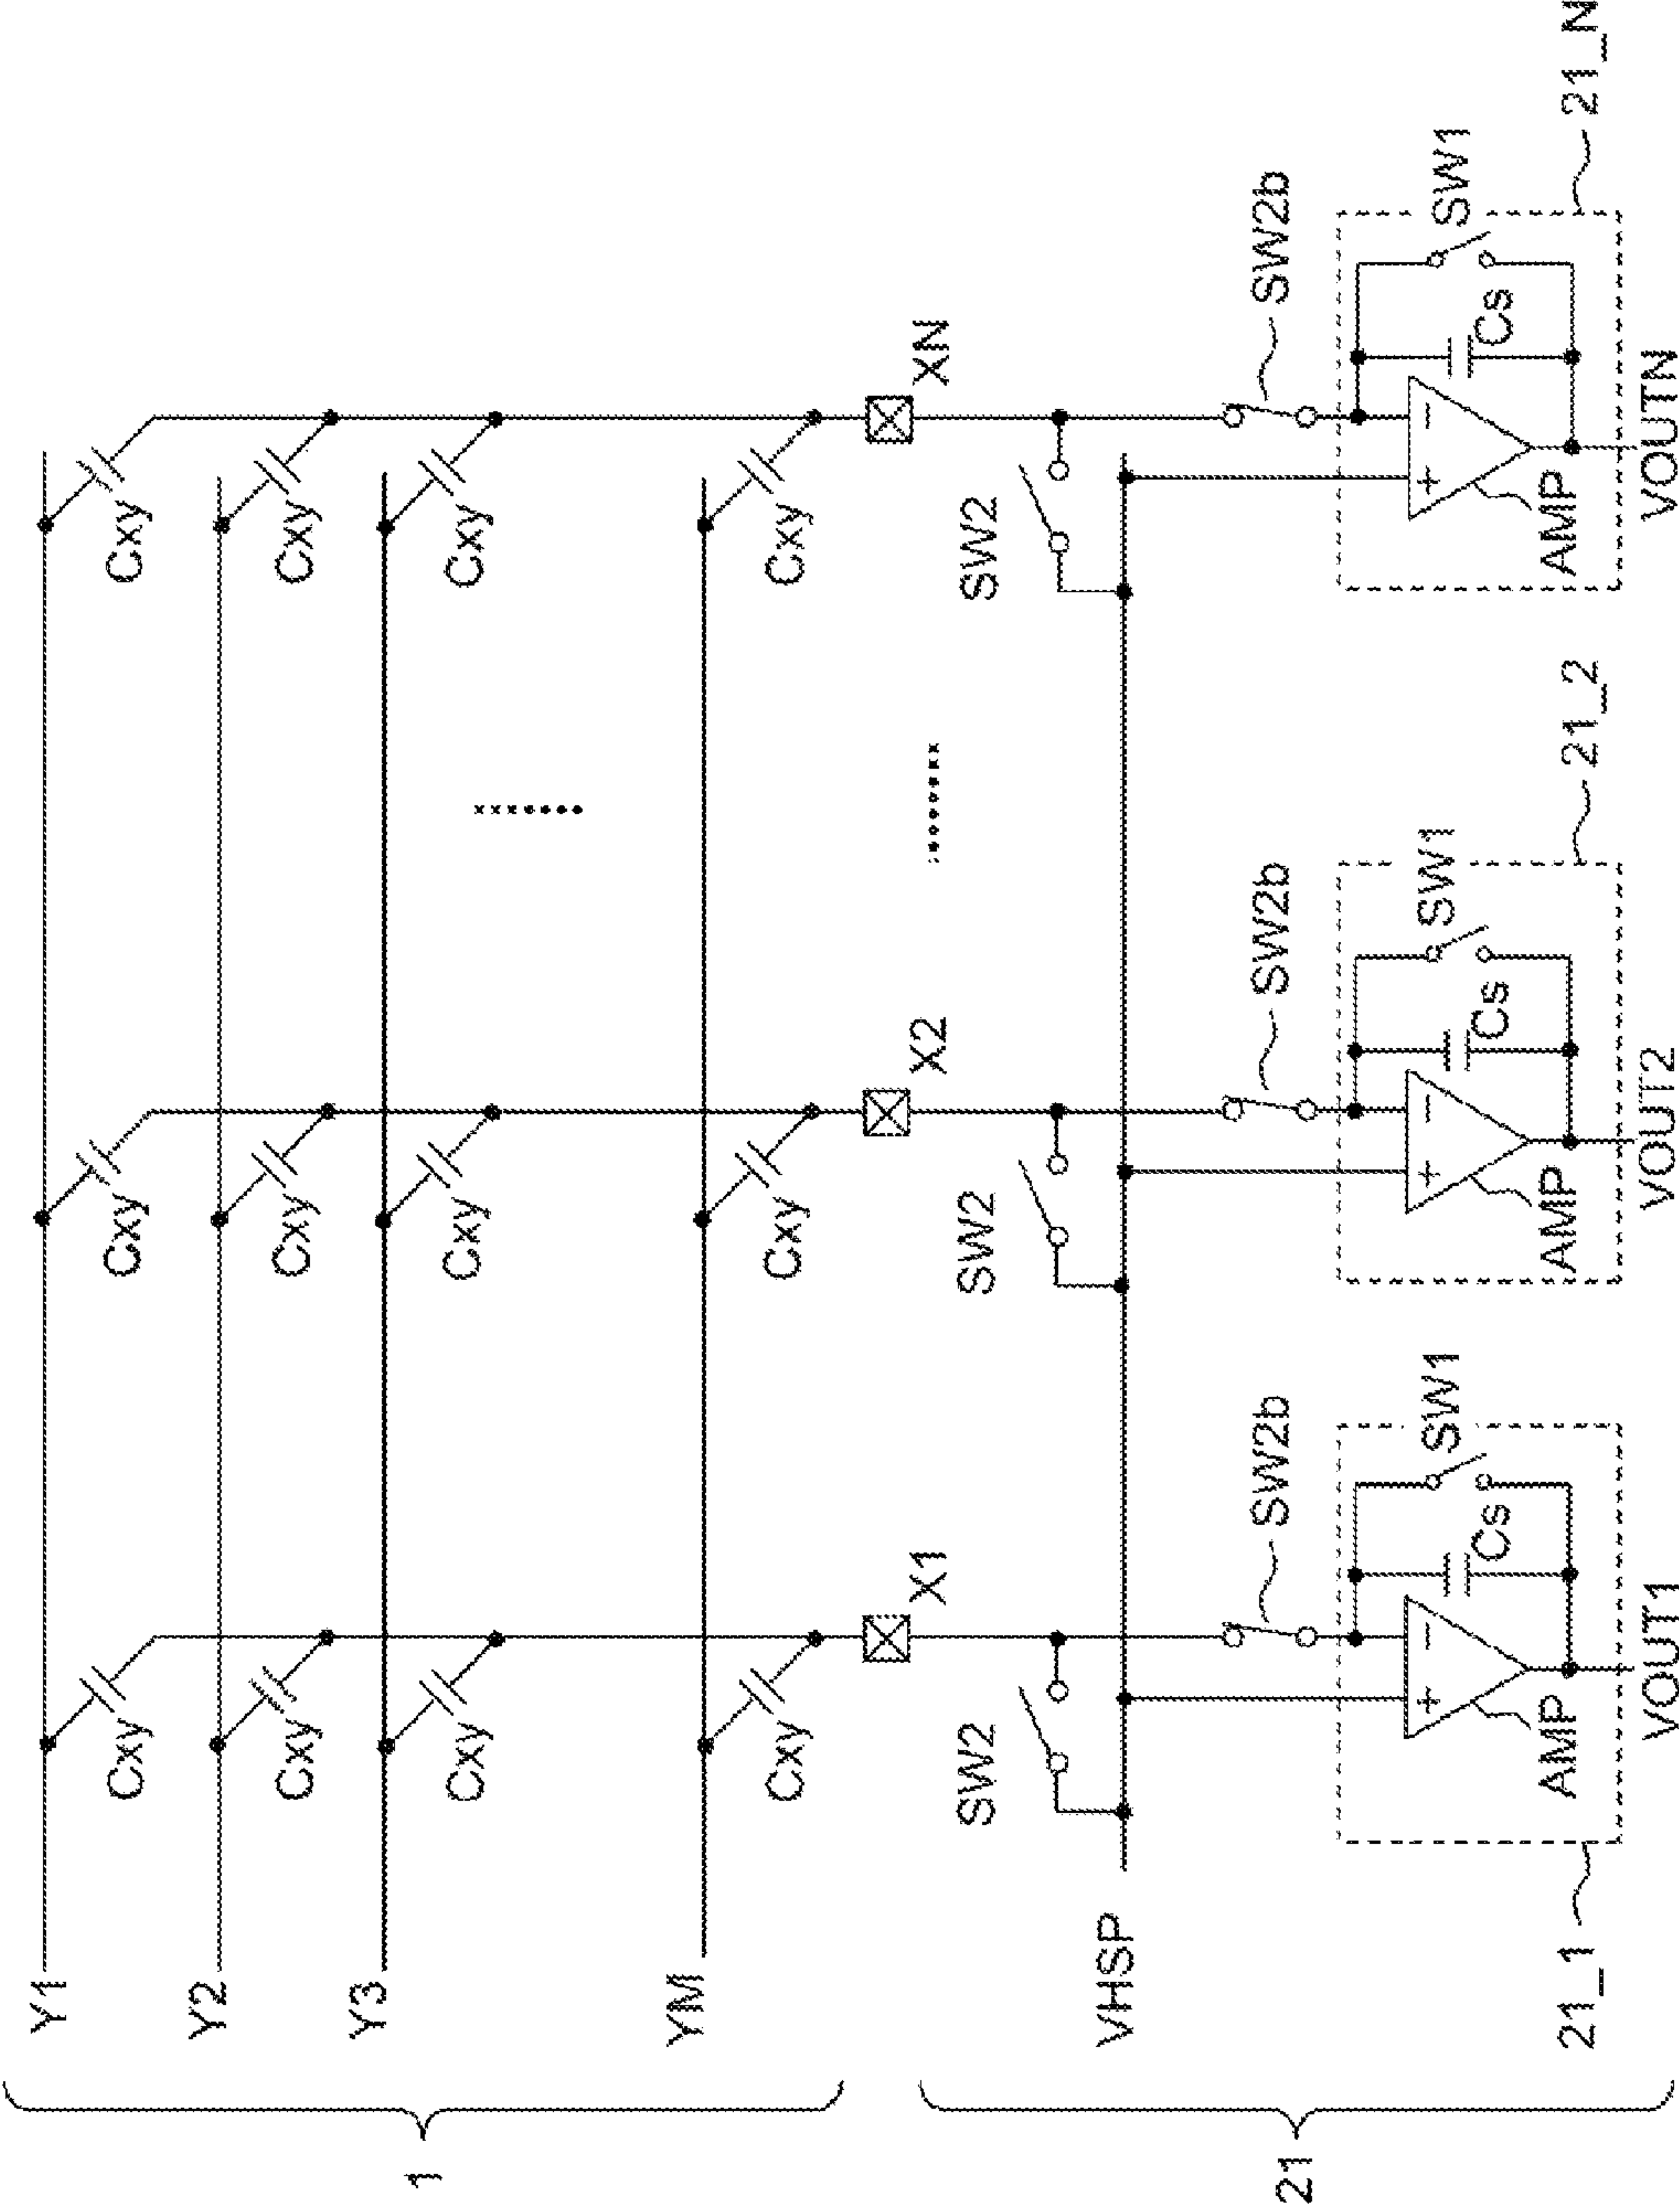 1
Y1
Cxy
Cxy
Cxy
Y2
Cxy
Cxy
Cxy
Y3
Cxy
Cxy
Cxy
YM
Cxy
Cxy
Cxy
X1
X2
XN
21
SW2
SW2
SW2
VHSP
SW2b
SW2b
SW2b
SW1
SW1
SW1
Cs
Cs
Cs
+ −
+ −
+ −
AMP
AMP
AMP
21_1
21_2
21_N
VOUT1
VOUT2
VOUTN